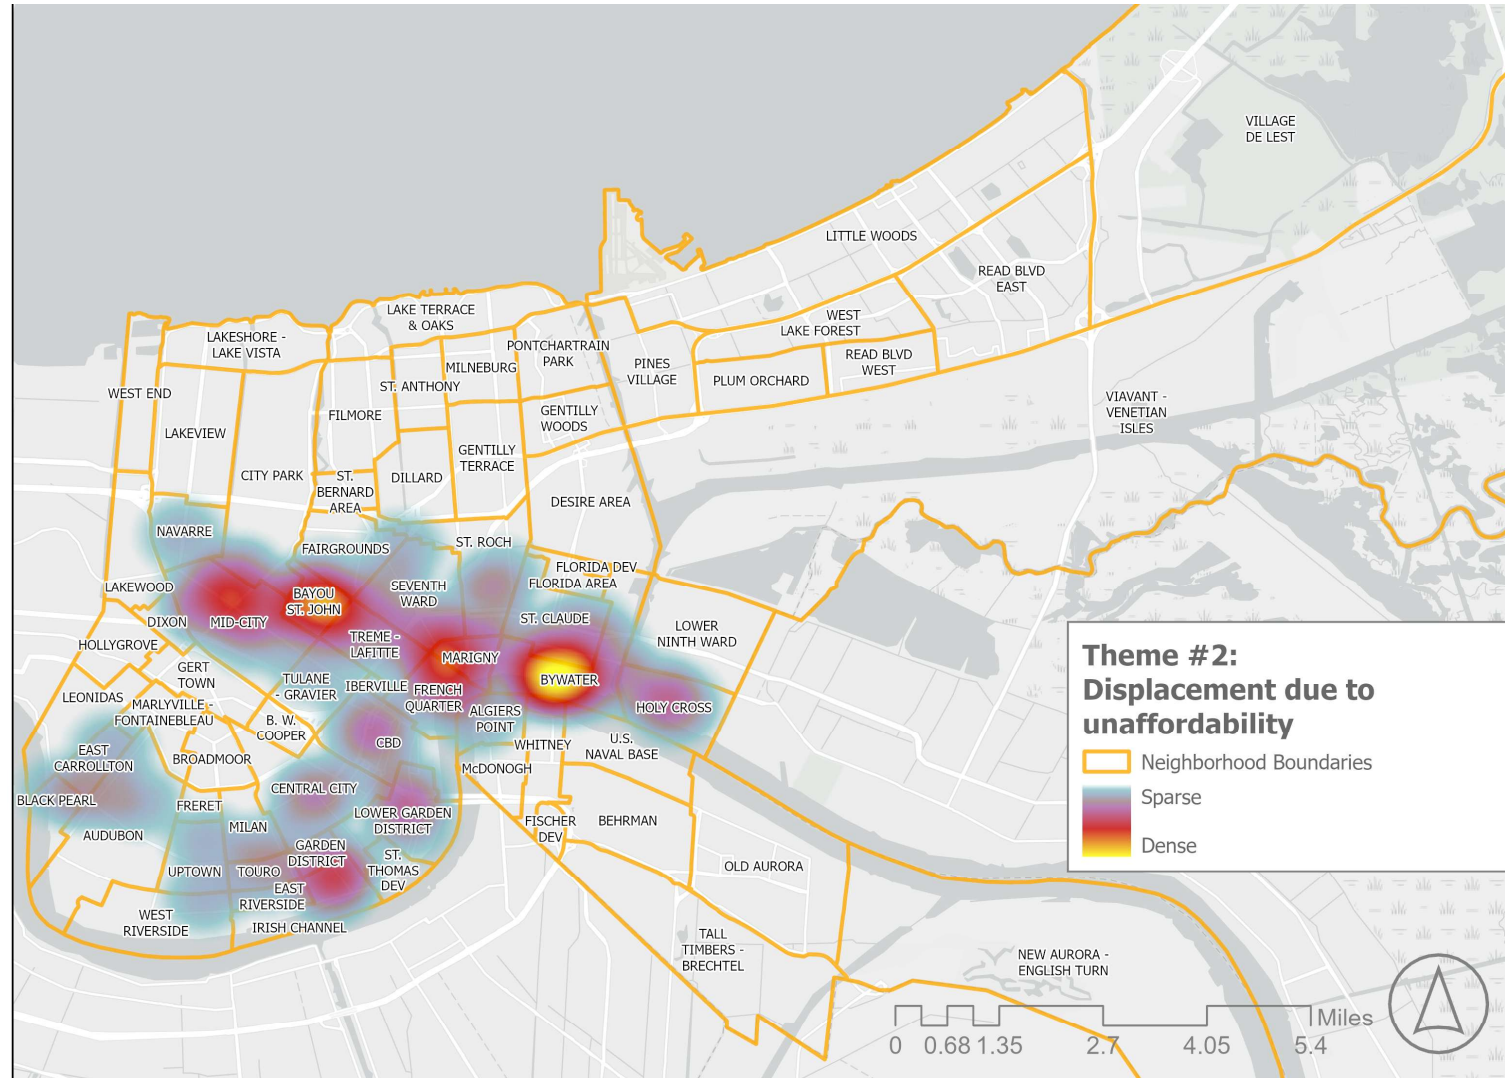 VILLAGE
DE LEST
LITTLE WOODS
READ BLVD
EAST
LAKE TERRACE
& OAKS
WEST
LAKE FOREST
LAKESHORE -
LAKE VISTA
PONTCHARTRAIN
PARK
READ BLVD
WEST
MILNEBURG
PINES
VILLAGE
PLUM ORCHARD
ST. ANTHONY
WEST END
VIAVANT -
VENETIAN
ISLES
FILMORE
GENTILLY
WOODS
LAKEVIEW
GENTILLY
TERRACE
CITY PARK
ST.
BERNARD
AREA
DILLARD
DESIRE AREA
NAVARRE
FAIRGROUNDS
ST. ROCH
FLORIDA DEV
FLORIDA AREA
LAKEWOOD
BAYOU
ST. JOHN
SEVENTH
WARD
DIXON
MID-CITY
ST. CLAUDE
LOWER
NINTH WARD
HOLLYGROVE
TREME -
LAFITTE
MARIGNY
GERT
TOWN
TULANE
- GRAVIER
IBERVILLE
BYWATER
LEONIDAS
FRENCH
QUARTER
HOLY CROSS
MARLYVILLE -
FONTAINEBLEAU
ALGIERS
POINT
B. W.
COOPER
CBD
WHITNEY
U.S.
NAVAL BASE
EAST
CARROLLTON
BROADMOOR
McDONOGH
BLACK PEARL
CENTRAL CITY
FRERET
LOWER GARDEN
DISTRICT
AUDUBON
MILAN
FISCHER
DEV
BEHRMAN
GARDEN
DISTRICT
ST.
THOMAS
DEV
UPTOWN
TOURO
OLD AURORA
EAST
RIVERSIDE
WEST
RIVERSIDE
IRISH CHANNEL
TALL
TIMBERS -
BRECHTEL
NEW AURORA -
ENGLISH TURN
Theme #2:
Displacement due to
unaffordability
Neighborhood Boundaries
Sparse
Dense
Miles
0 0.68 1.35 2.7 4.05 5.4